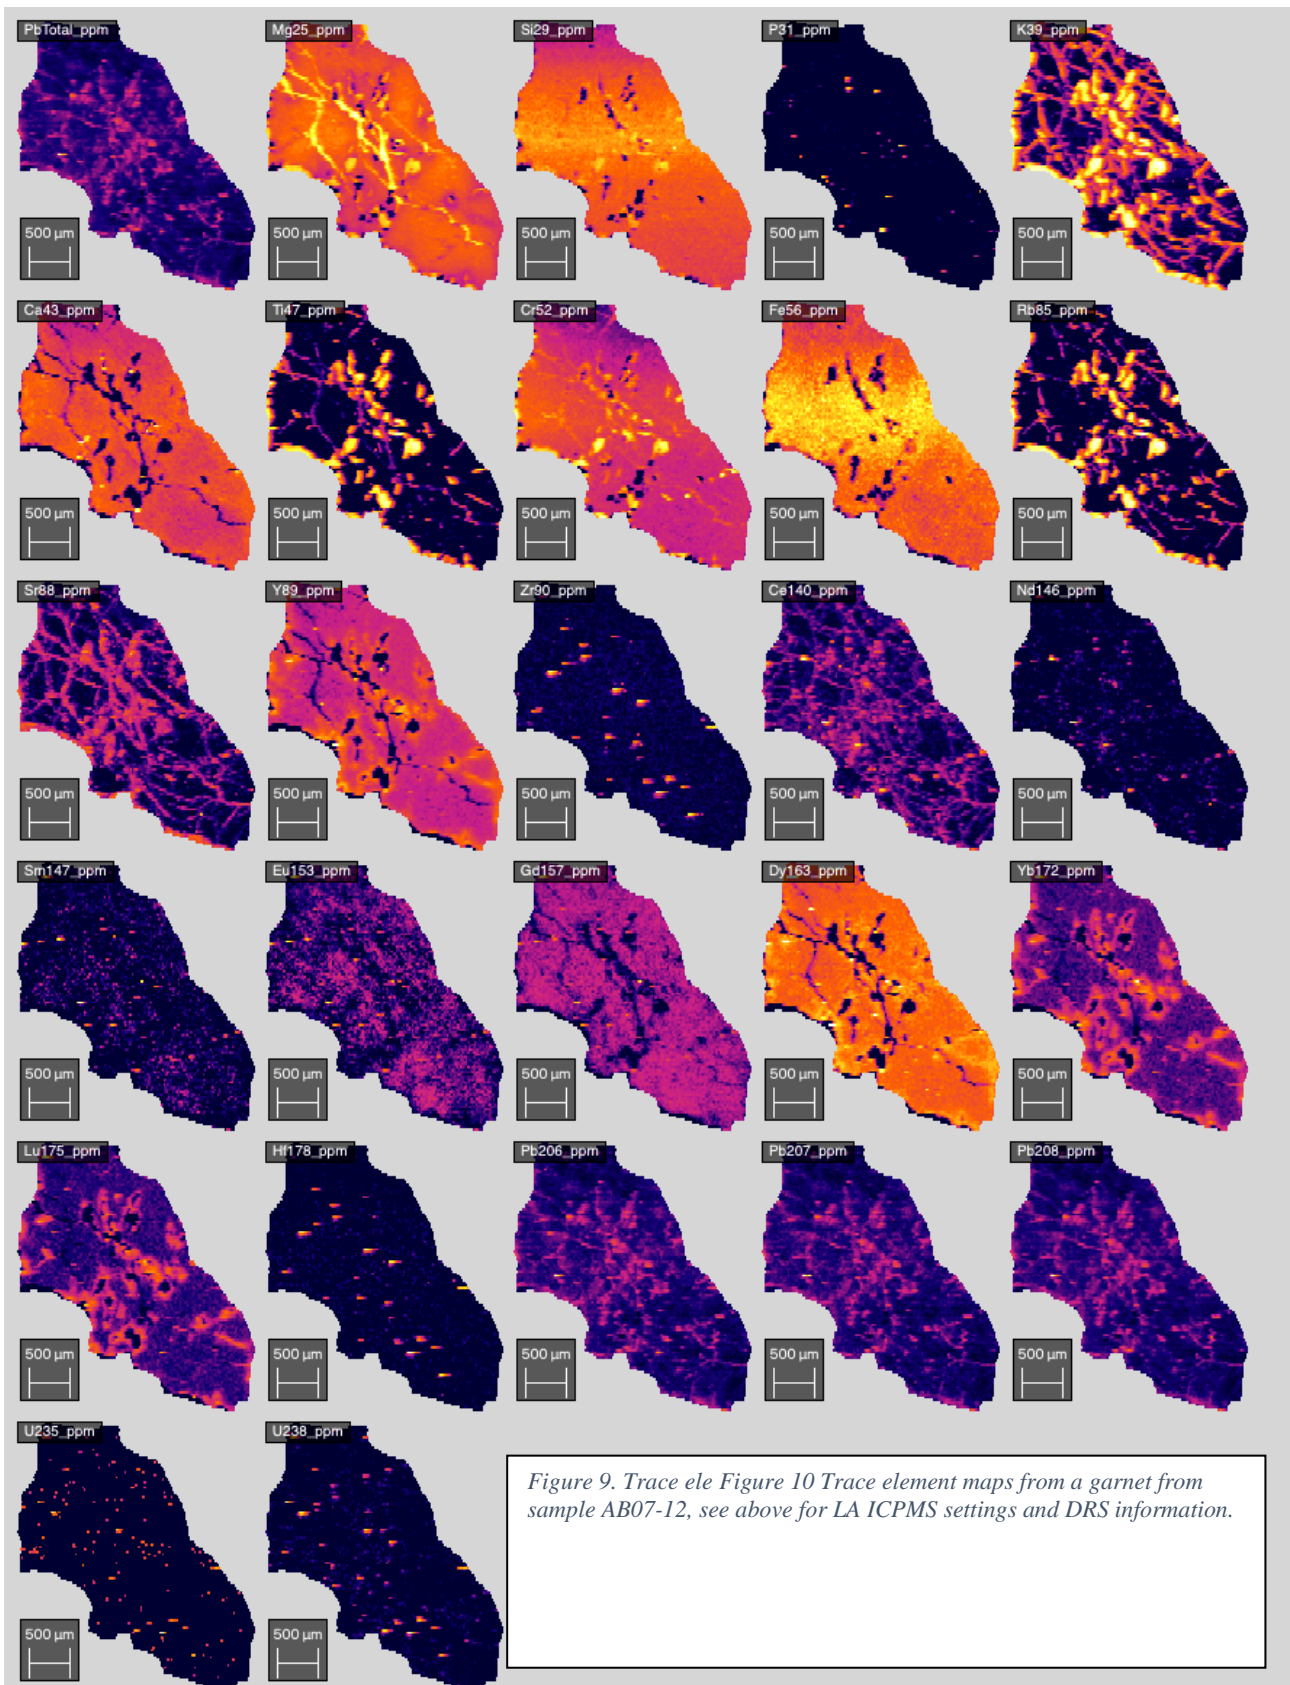 PbTotal_ppm
Mg25_ppm
Si29_ppm
P31_ppm
K39_ppm
500 µm
500 µm
500 µm
500 µm
500 µm
Ca43_ppm
Ti47_ppm
Cr52_ppm
Fe56_ppm
Rb85_ppm
500 µm
500 µm
500 µm
500 µm
500 µm
Sr88_ppm
Y89_ppm
Zr90_ppm
Ce140_ppm
Nd146_ppm
500 µm
500 µm
500 µm
500 µm
500 µm
Sm147_ppm
Eu153_ppm
Gd157_ppm
Dy163_ppm
Yb172_ppm
500 µm
500 µm
500 µm
500 µm
500 µm
Lu175_ppm
Hf178_ppm
Pb206_ppm
Pb207_ppm
Pb208_ppm
500 µm
500 µm
500 µm
500 µm
500 µm
U235_ppm
U238_ppm
500 µm
500 µm
Figure 9. Trace ele Figure 10 Trace element maps from a garnet from
sample AB07-12, see above for LA ICPMS settings and DRS information.